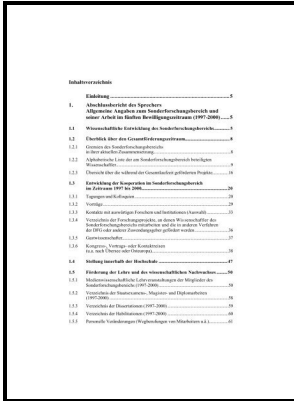 Inhaltsverzeichnis
Einleitung ..... 5
1. Abschlussbericht des Sprechers
Allgemeine Angaben zum Sonderforschungsbereich und
seiner Arbeit im fünften Bewilligungszeitraum (1997-2000) ..... 5
1.1 Wissenschaftliche Entwicklung des Sonderforschungsbereichs ..... 5
1.2 Überblick über den Gesamtförderungszeitraum ..... 8
1.2.1 Gremien des Sonderforschungsbereichs
in ihrer aktuellen Zusammensetzung ..... 8
1.2.2 Alphabetische Liste der am Sonderforschungsbereich beteiligten
Wissenschaftler ..... 9
1.2.3 Übersicht über die während der Gesamtlaufzeit geförderten Projekte ..... 16
1.3 Entwicklung der Kooperation im Sonderforschungsbereich
im Zeitraum 1997 bis 2000 ..... 20
1.3.1 Tagungen und Kolloquien ..... 20
1.3.2 Vorträge ..... 29
1.3.3 Kontakte mit auswärtigen Forschern und Institutionen (Auswahl) ..... 33
1.3.4 Verzeichnis der Forschungsprojekte, an denen Wissenschaftler des
Sonderforschungsbereichs mitarbeiten und die in anderen Verfahren
der DFG oder anderer Zuwendungsgeber gefördert werden ..... 36
1.3.5 Gastwissenschaftler ..... 37
1.3.6 Kongress-, Vortrags- oder Kontaktreisen
(u.a. nach Übersee oder Osteuropa) ..... 38
1.4 Stellung innerhalb der Hochschule ..... 47
1.5 Förderung der Lehre und des wissenschaftlichen Nachwuchses ..... 50
1.5.1 Medienwissenschaftliche Lehrveranstaltungen der Mitglieder des
Sonderforschungsbereichs (1997-2000) ..... 50
1.5.2 Verzeichnis der Staatsexamens-, Magister- und Diplomarbeiten
(1997-2000) ..... 58
1.5.3 Verzeichnis der Dissertationen (1997-2000) ..... 59
1.5.4 Verzeichnis der Habilitationen (1997-2000) ..... 60
1.5.5 Personelle Veränderungen (Wegberufungen von Mitarbeitern u.ä.) ..... 61